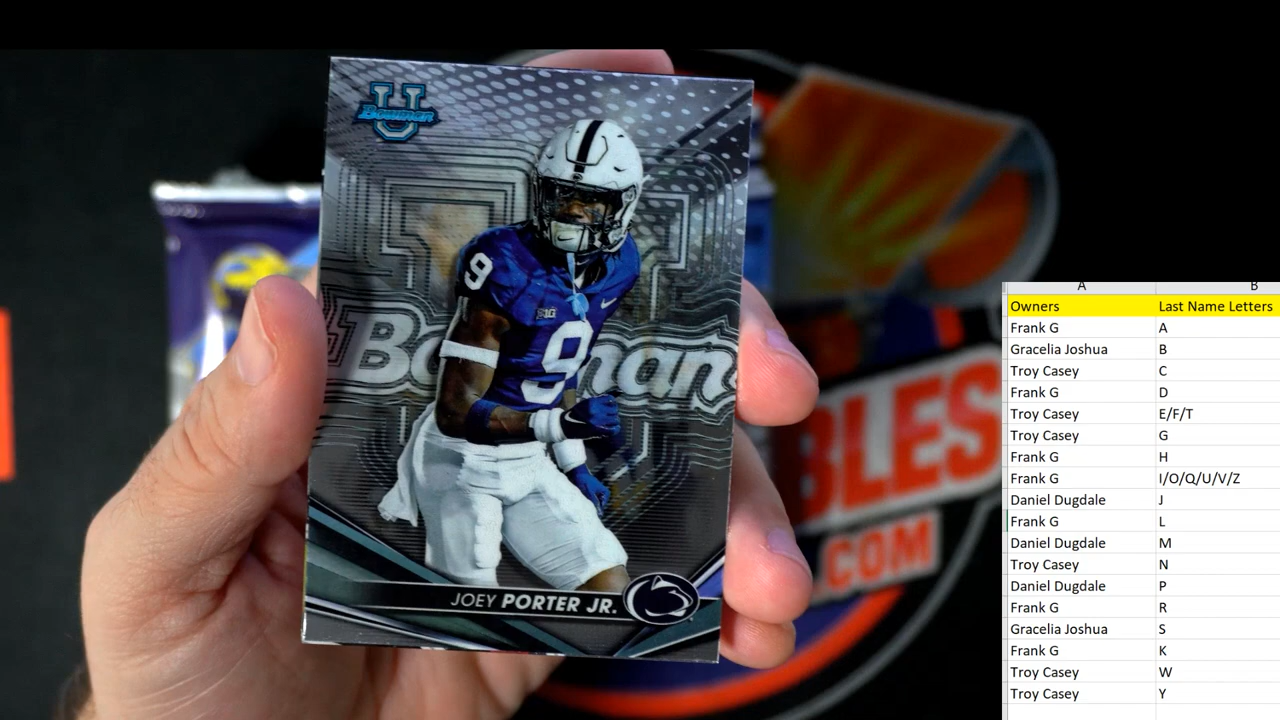 U
Bowman
9
B1G
9
Bowman
JOEY PORTER JR.
BLES
.COM
A B
Owners Last Name Letters
Frank G A
Gracelia Joshua B
Troy Casey C
Frank G D
Troy Casey E/F/T
Troy Casey G
Frank G H
Frank G I/O/Q/U/V/Z
Daniel Dugdale J
Frank G L
Daniel Dugdale M
Troy Casey N
Daniel Dugdale P
Frank G R
Gracelia Joshua S
Frank G K
Troy Casey W
Troy Casey Y